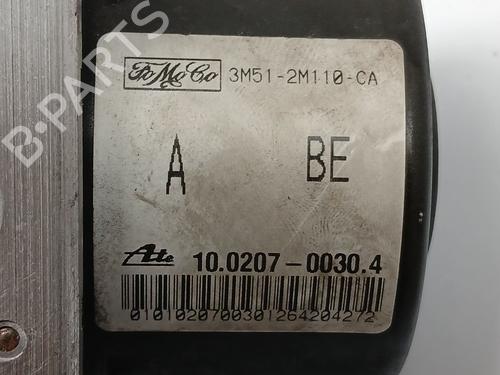 B-PARTS
FoMoCo 3M51-2M110-CA
A BE
Ate 10.0207-0030.4
0101020700301264204272